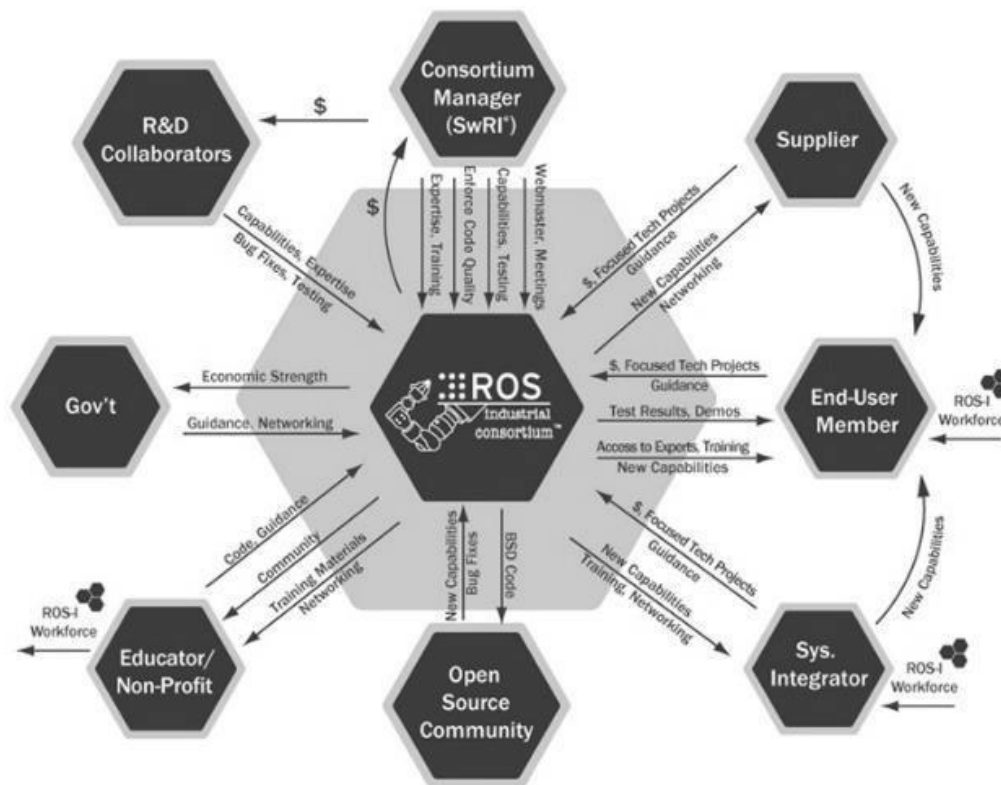 Consortium
Manager
(SwRI®)
R&D
Collaborators
$
Supplier
$
Expertise, Training
Enforce Code Quality
Capabilities, Testing
Webmaster, Meetings
Capabilities, Expertise
Bug Fixes, Testing
$, Focused Tech Projects
Guidance
New Capabilities
Networking
New Capabilities
Gov't
Economic Strength
Guidance, Networking
ROS
industrial
consortium™
$, Focused Tech Projects
Guidance
Test Results, Demos
Access to Experts, Training
New Capabilities
End-User
Member
ROS-I
Workforce
Code, Guidance
Community
Training Materials
Networking
New Capabilities
Bug Fixes
BSD Code
$, Focused Tech Projects
Guidance
New Capabilities
Training, Networking
New Capabilities
ROS-I
Workforce
Educator/
Non-Profit
Open
Source
Community
Sys.
Integrator
ROS-I
Workforce